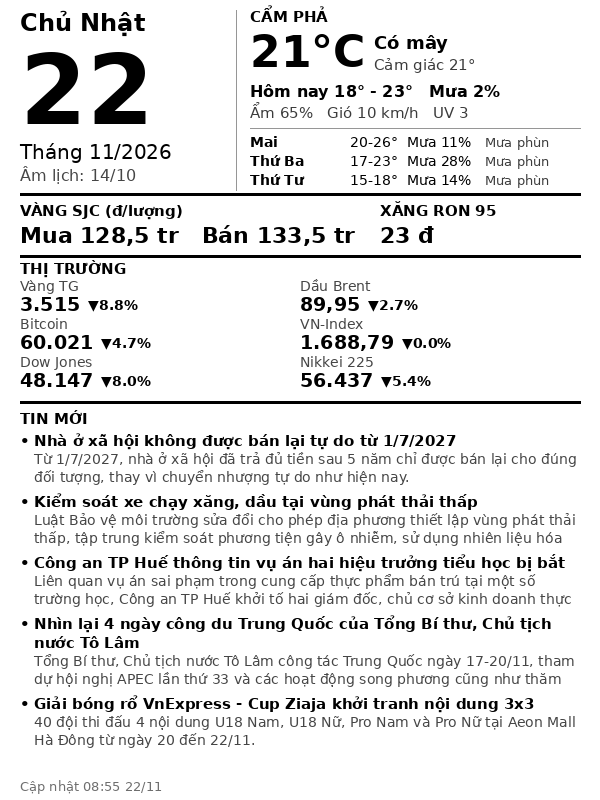 Chủ Nhật
22
Tháng 11/2026
Âm lịch: 14/10
CẨM PHẢ
21°C Có mây
Cảm giác 21°
Hôm nay 18° - 23° Mưa 2%
Ẩm 65% Gió 10 km/h UV 3
Mai 20-26° Mưa 11% Mưa phùn
Thứ Ba 17-23° Mưa 28% Mưa phùn
Thứ Tư 15-18° Mưa 14% Mưa phùn
VÀNG SJC (đ/lượng)
Mua 128,5 tr Bán 133,5 tr
XĂNG RON 95
23 đ
THỊ TRƯỜNG
Vàng TG
3.515 ▼8.8%
Dầu Brent
89,95 ▼2.7%
Bitcoin
60.021 ▼4.7%
VN-Index
1.688,79 ▼0.0%
Dow Jones
48.147 ▼8.0%
Nikkei 225
56.437 ▼5.4%
TIN MỚI
• Nhà ở xã hội không được bán lại tự do từ 1/7/2027
Từ 1/7/2027, nhà ở xã hội đã trả đủ tiền sau 5 năm chỉ được bán lại cho đúng
đối tượng, thay vì chuyển nhượng tự do như hiện nay.
• Kiểm soát xe chạy xăng, dầu tại vùng phát thải thấp
Luật Bảo vệ môi trường sửa đổi cho phép địa phương thiết lập vùng phát thải
thấp, tập trung kiểm soát phương tiện gây ô nhiễm, sử dụng nhiên liệu hóa
• Công an TP Huế thông tin vụ án hai hiệu trưởng tiểu học bị bắt
Liên quan vụ án sai phạm trong cung cấp thực phẩm bán trú tại một số
trường học, Công an TP Huế khởi tố hai giám đốc, chủ cơ sở kinh doanh thực
• Nhìn lại 4 ngày công du Trung Quốc của Tổng Bí thư, Chủ tịch
nước Tô Lâm
Tổng Bí thư, Chủ tịch nước Tô Lâm công tác Trung Quốc ngày 17-20/11, tham
dự hội nghị APEC lần thứ 33 và các hoạt động song phương cũng như thăm
• Giải bóng rổ VnExpress - Cup Ziaja khởi tranh nội dung 3x3
40 đội thi đấu 4 nội dung U18 Nam, U18 Nữ, Pro Nam và Pro Nữ tại Aeon Mall
Hà Đông từ ngày 20 đến 22/11.
Cập nhật 08:55 22/11